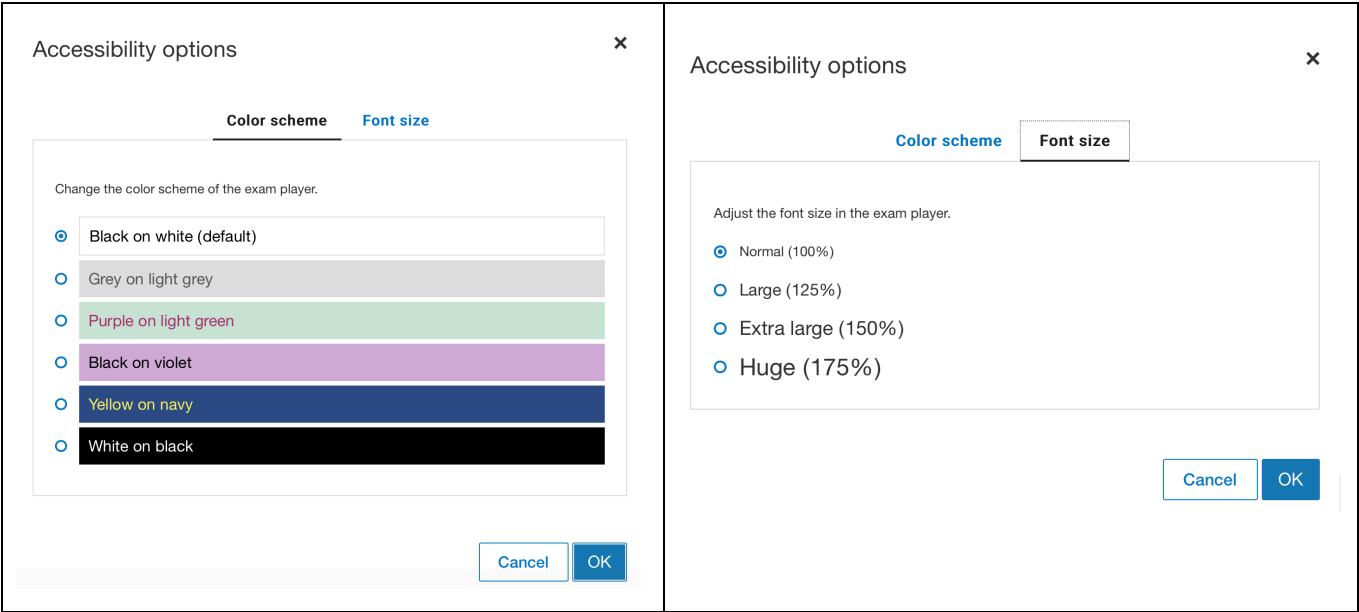 Accessibility options
Color scheme Font size
Change the color scheme of the exam player.
Black on white (default)
Grey on light grey
Purple on light green
Black on violet
Yellow on navy
White on black
Cancel OK
Accessibility options
Color scheme Font size
Adjust the font size in the exam player.
Normal (100%)
Large (125%)
Extra large (150%)
Huge (175%)
Cancel OK